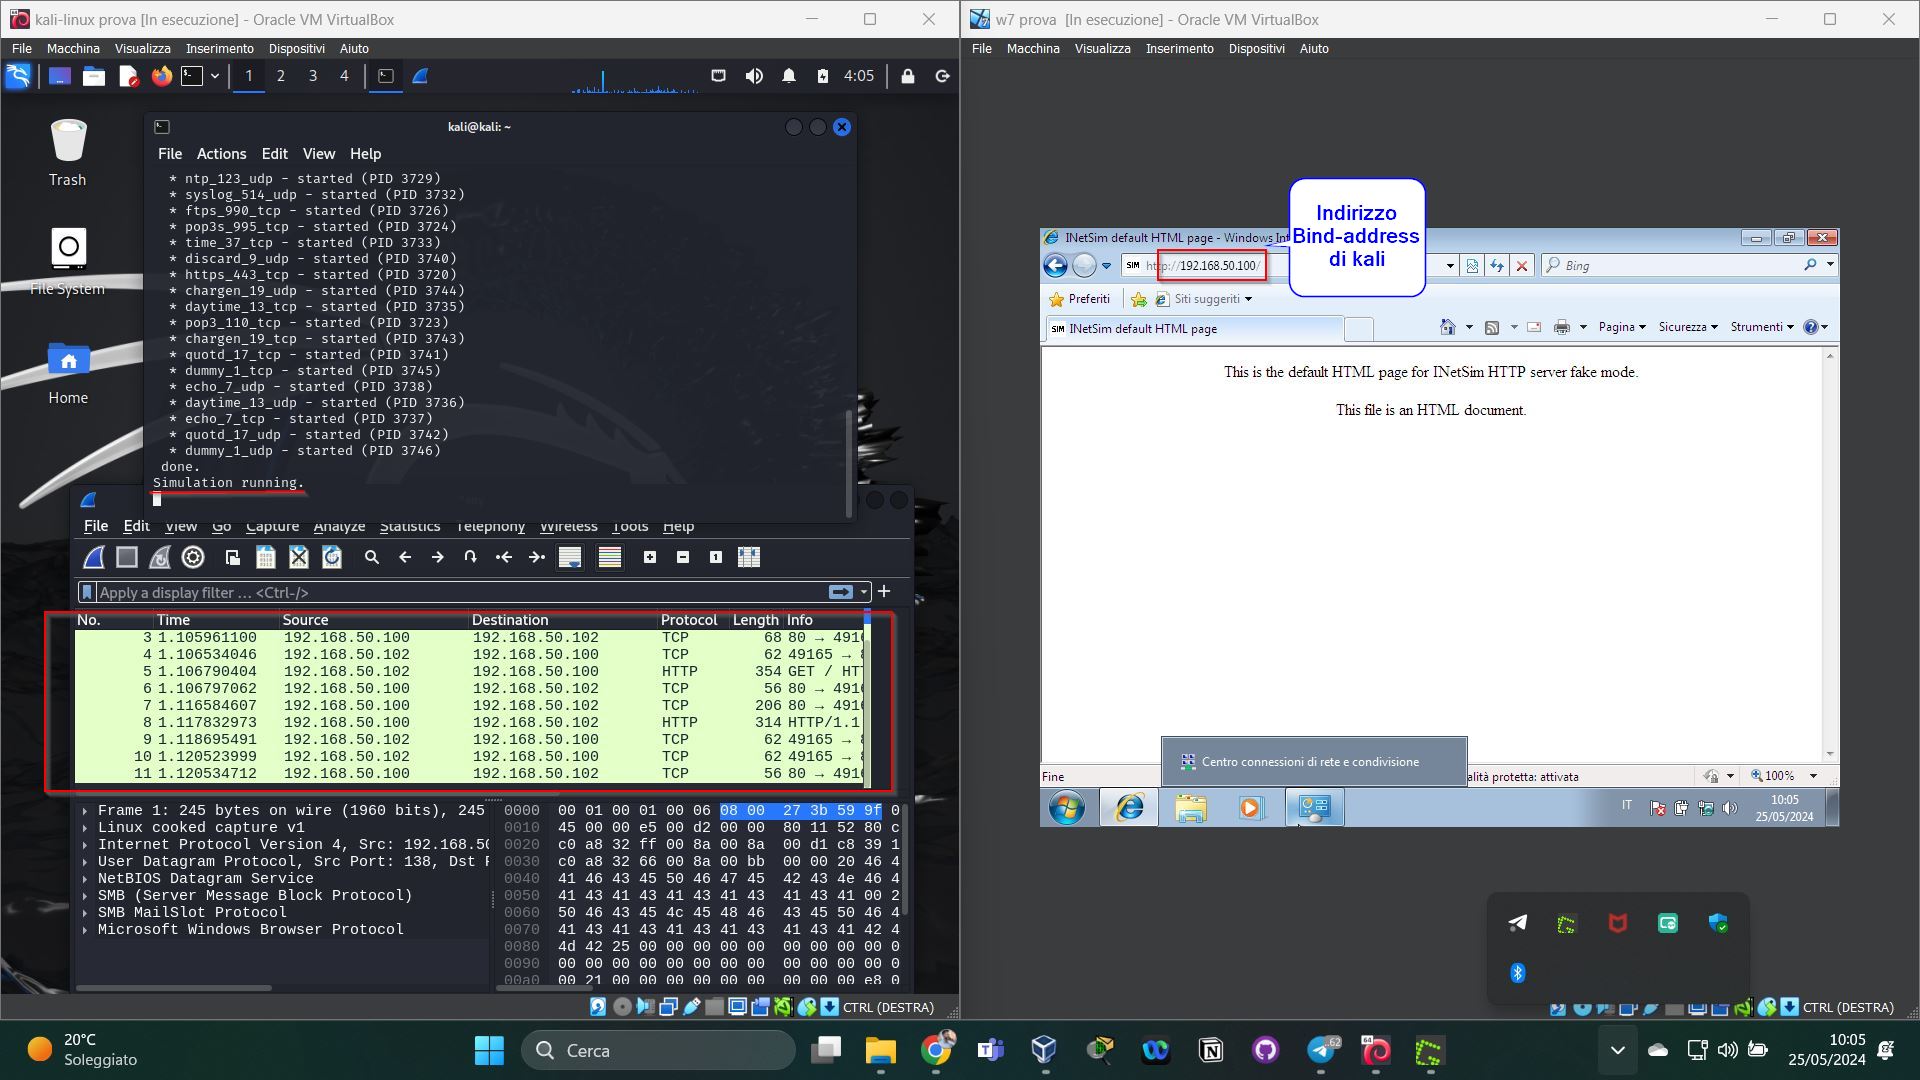 kali-linux prova [In esecuzione] - Oracle VM VirtualBox
File Macchina Visualizza Inserimento Dispositivi Aiuto
1 2 3 4
4:05
Trash
File System
Home
kali@kali: ~
File Actions Edit View Help
* ntp_123_udp - started (PID 3729)
* syslog_514_udp - started (PID 3732)
* ftps_990_tcp - started (PID 3726)
* pop3s_995_tcp - started (PID 3724)
* time_37_tcp - started (PID 3733)
* discard_9_udp - started (PID 3740)
* https_443_tcp - started (PID 3720)
* chargen_19_udp - started (PID 3744)
* daytime_13_tcp - started (PID 3735)
* pop3_110_tcp - started (PID 3723)
* chargen_19_tcp - started (PID 3743)
* quotd_17_tcp - started (PID 3741)
* dummy_1_tcp - started (PID 3745)
* echo_7_udp - started (PID 3738)
* daytime_13_udp - started (PID 3736)
* echo_7_tcp - started (PID 3737)
* quotd_17_udp - started (PID 3742)
* dummy_1_udp - started (PID 3746)
done.
Simulation running.
File Edit View Go Capture Analyze Statistics Telephony Wireless Tools Help
Apply a display filter ... <Ctrl-/>
No. Time Source Destination Protocol Length Info
3 1.105961100 192.168.50.100 192.168.50.102 TCP 68 80 → 4916
4 1.106534046 192.168.50.102 192.168.50.100 TCP 62 49165 →
5 1.106790404 192.168.50.102 192.168.50.100 HTTP 354 GET / HT
6 1.106797062 192.168.50.100 192.168.50.102 TCP 56 80 → 4916
7 1.116584607 192.168.50.100 192.168.50.102 TCP 206 80 → 4916
8 1.117832973 192.168.50.100 192.168.50.102 HTTP 314 HTTP/1.1
9 1.118695491 192.168.50.102 192.168.50.100 TCP 62 49165 →
10 1.120523999 192.168.50.102 192.168.50.100 TCP 62 49165 →
11 1.120534712 192.168.50.100 192.168.50.102 TCP 56 80 → 4916
Frame 1: 245 bytes on wire (1960 bits), 245
Linux cooked capture v1
Internet Protocol Version 4, Src: 192.168.50
User Datagram Protocol, Src Port: 138, Dst P
NetBIOS Datagram Service
SMB (Server Message Block Protocol)
SMB MailSlot Protocol
Microsoft Windows Browser Protocol
0000 00 01 00 01 00 06 08 00 27 3b 59 9f 0
0010 45 00 00 e5 00 d2 00 00 80 11 52 80 c
0020 c0 a8 32 ff 00 8a 00 8a 00 d1 c8 39 1
0030 c0 a8 32 66 00 8a 00 bb 00 00 20 46 4
0040 41 46 43 45 50 46 47 45 42 43 4e 46 4
0050 41 43 41 43 41 43 41 43 41 43 41 00 2
0060 50 46 43 45 4c 45 48 46 43 45 50 46 4
0070 41 43 41 43 41 43 41 43 41 43 41 42 4
0080 4d 42 25 00 00 00 00 00 00 00 00 00 0
0090 00 00 00 00 00 00 00 00 00 00 00 00 0
00a0 00 21 00 00 00 00 00 00 00 00 00 e8 0
CTRL (DESTRA)
w7 prova [In esecuzione] - Oracle VM VirtualBox
File Macchina Visualizza Inserimento Dispositivi Aiuto
Indirizzo
Bind-address
di kali
INetSim default HTML page - Windows Int
SIM http://192.168.50.100/
Bing
Preferiti
Siti suggeriti
SIM INetSim default HTML page
Pagina Sicurezza Strumenti
This is the default HTML page for INetSim HTTP server fake mode.
This file is an HTML document.
Centro connessioni di rete e condivisione
Fine
alità protetta: attivata
100%
IT
10:05
25/05/2024
CTRL (DESTRA)
20°C
Soleggiato
Cerca
62
64
10:05
25/05/2024